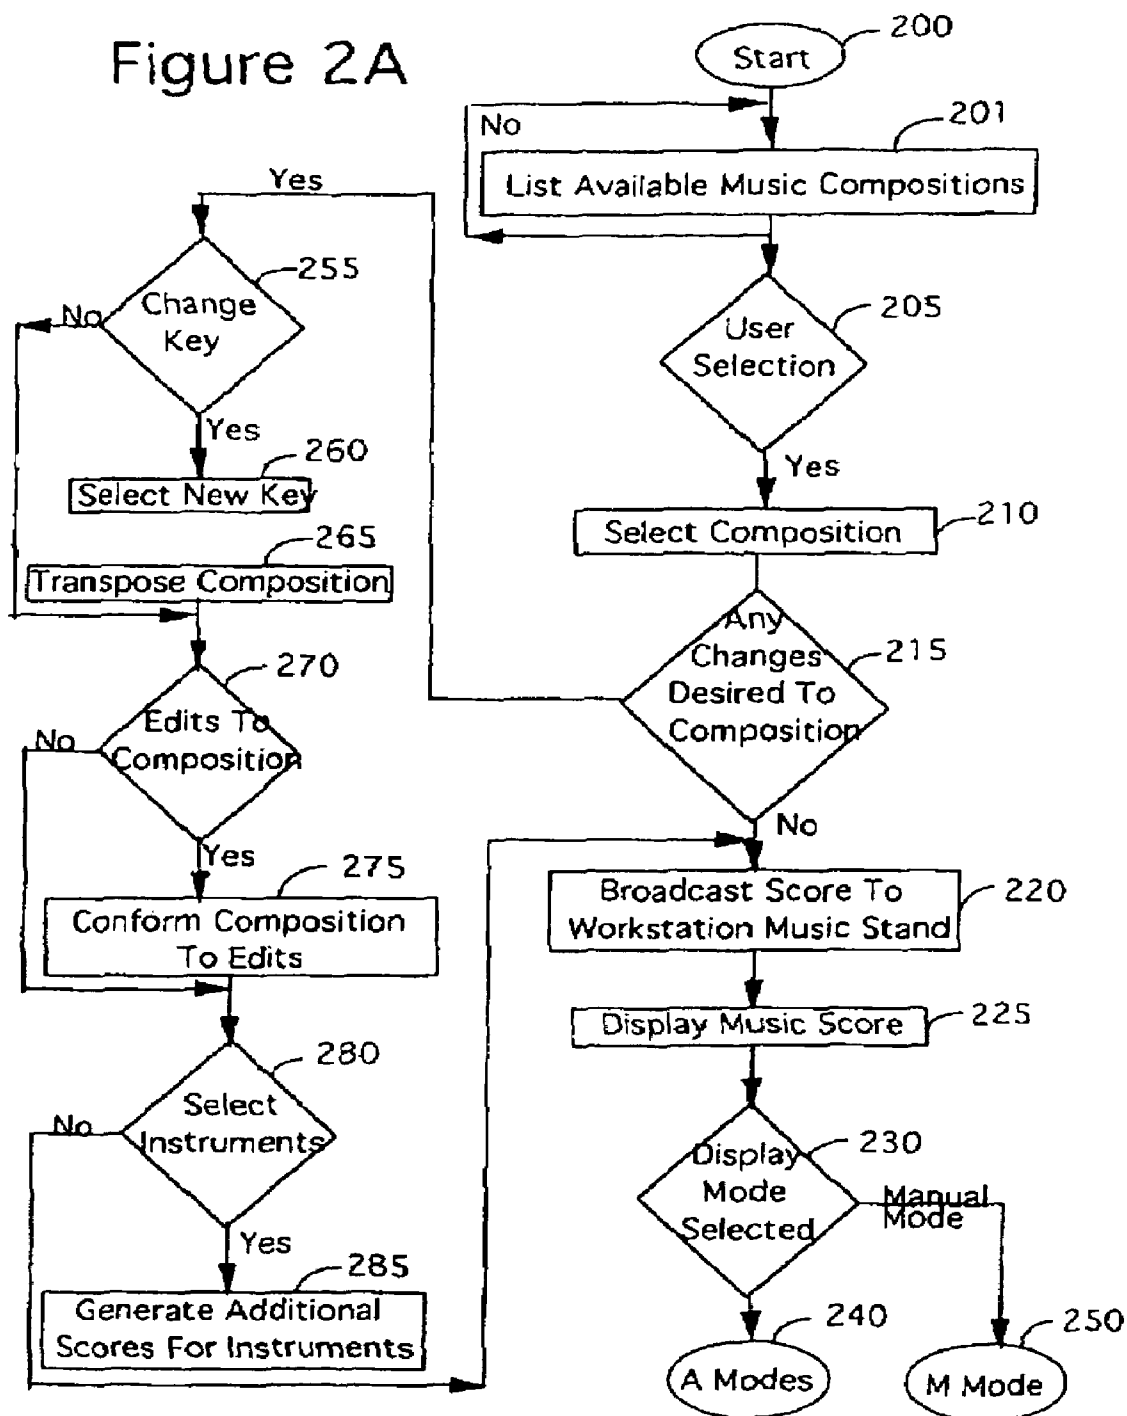 Figure 2A
Start
200
No
201
List Available Music Compositions
Yes
255
Change
Key
No
Yes
260
Select New Key
265
Transpose Composition
205
User
Selection
Yes
Select Composition
210
Any
Changes
Desired To
Composition
215
No
270
Edits To
Composition
No
Yes
275
Conform Composition
To Edits
280
Select
Instruments
No
Yes
285
Generate Additional
Scores For Instruments
Broadcast Score To
Workstation Music Stand
220
Display Music Score
225
230
Display
Mode
Selected
Manual
Mode
240
A Modes
250
M Mode